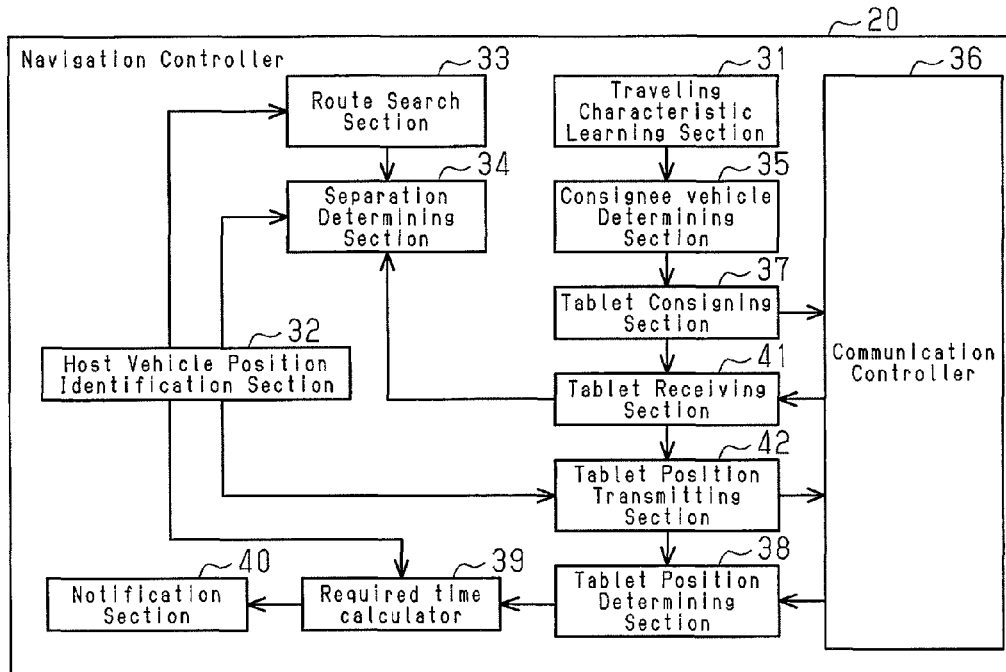 20
Navigation Controller
33
Route Search
Section
31
Traveling
Characteristic
Learning Section
36
34
Separation
Determining
Section
35
Consignee vehicle
Determining
Section
37
Tablet Consigning
Section
32
Host Vehicle Position
Identification Section
41
Tablet Receiving
Section
Communication
Controller
42
Tablet Position
Transmitting
Section
40
Notification
Section
39
Required time
calculator
38
Tablet Position
Determining
Section